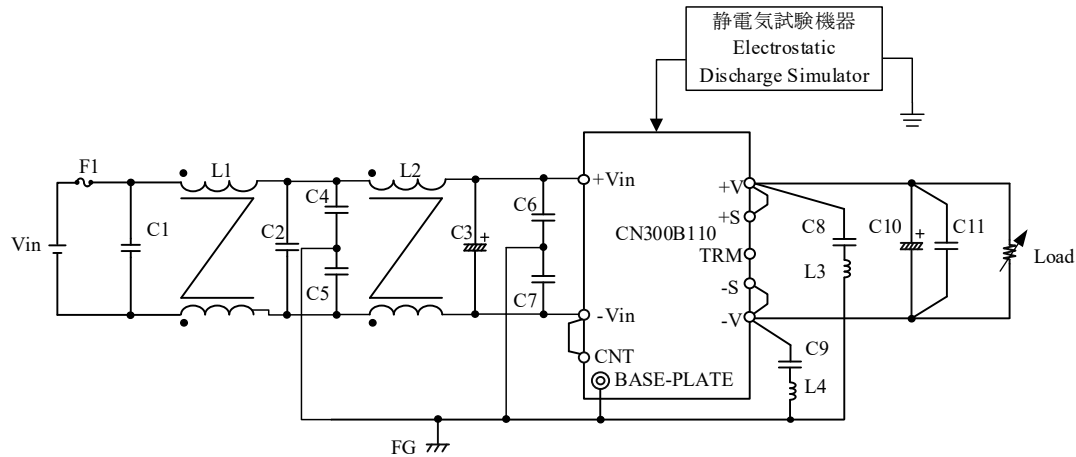 静電気試験機器
Electrostatic
Discharge Simulator
F1
L1
L2
C4
C6
+Vin
+V
+S
C8
C10
+
C11
Vin
C1
C2
C3
+
CN300B110
TRM
L3
Load
C5
C7
-S
-Vin
-V
CNT
C9
BASE-PLATE
L4
FG